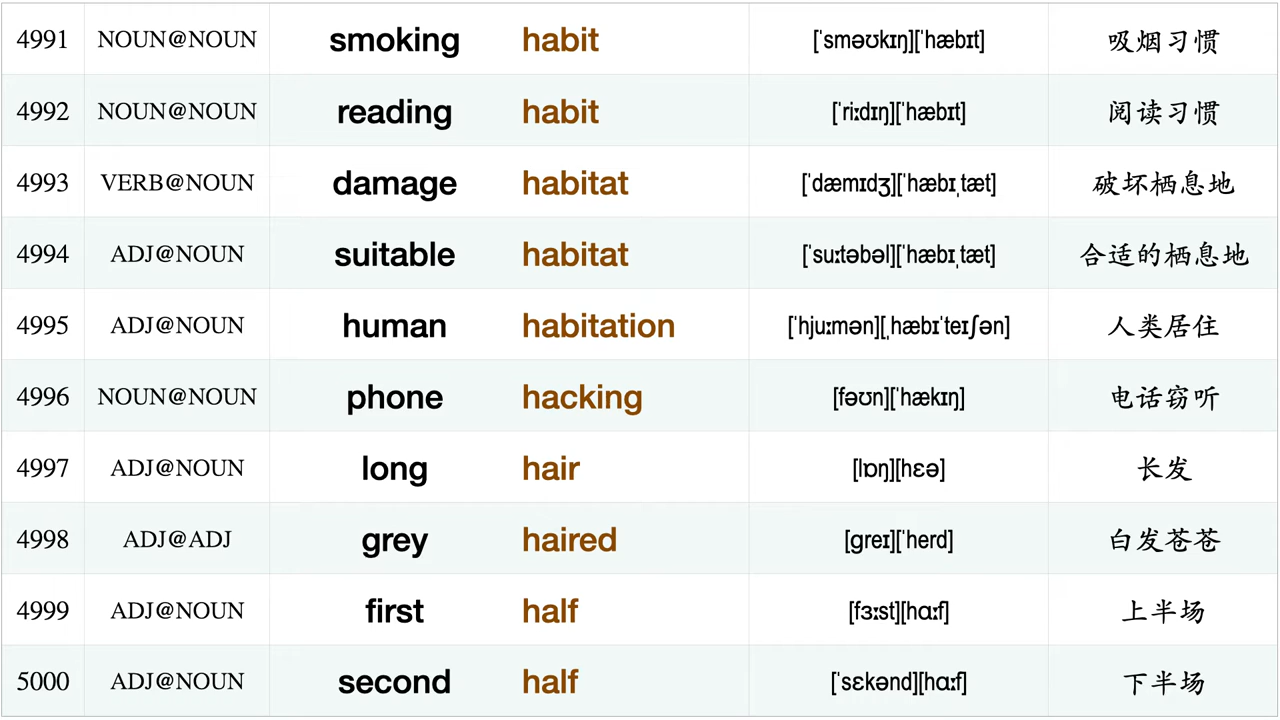 4991 NOUN@NOUN smoking habit [ˈsməʊkɪŋ][ˈhæbɪt] 吸烟习惯
4992 NOUN@NOUN reading habit [ˈriːdɪŋ][ˈhæbɪt] 阅读习惯
4993 VERB@NOUN damage habitat [ˈdæmɪdʒ][ˈhæbɪˌtæt] 破坏栖息地
4994 ADJ@NOUN suitable habitat [ˈsuːtəbəl][ˈhæbɪˌtæt] 合适的栖息地
4995 ADJ@NOUN human habitation [ˈhjuːmən][ˌhæbɪˈteɪʃən] 人类居住
4996 NOUN@NOUN phone hacking [fəʊn][ˈhækɪŋ] 电话窃听
4997 ADJ@NOUN long hair [lɒŋ][hɛə] 长发
4998 ADJ@ADJ grey haired [greɪ][ˈherd] 白发苍苍
4999 ADJ@NOUN first half [fɜːst][hɑːf] 上半场
5000 ADJ@NOUN second half [ˈsɛkənd][hɑːf] 下半场